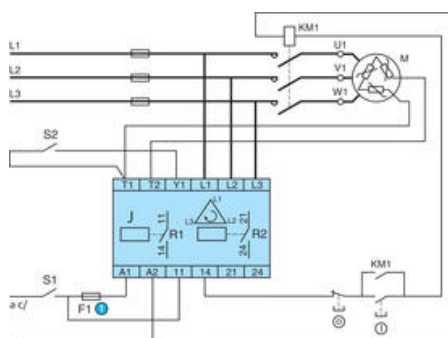 KM1
L1
U1
M
L2
V1
L3
W1
S2
T1 T2 Y1 L1 L2 L3
J
11
14
R1
L1
L3
L2
21
24
R2
A1 A2 11 14 21 24
S1
F1 1
KM1
a c/